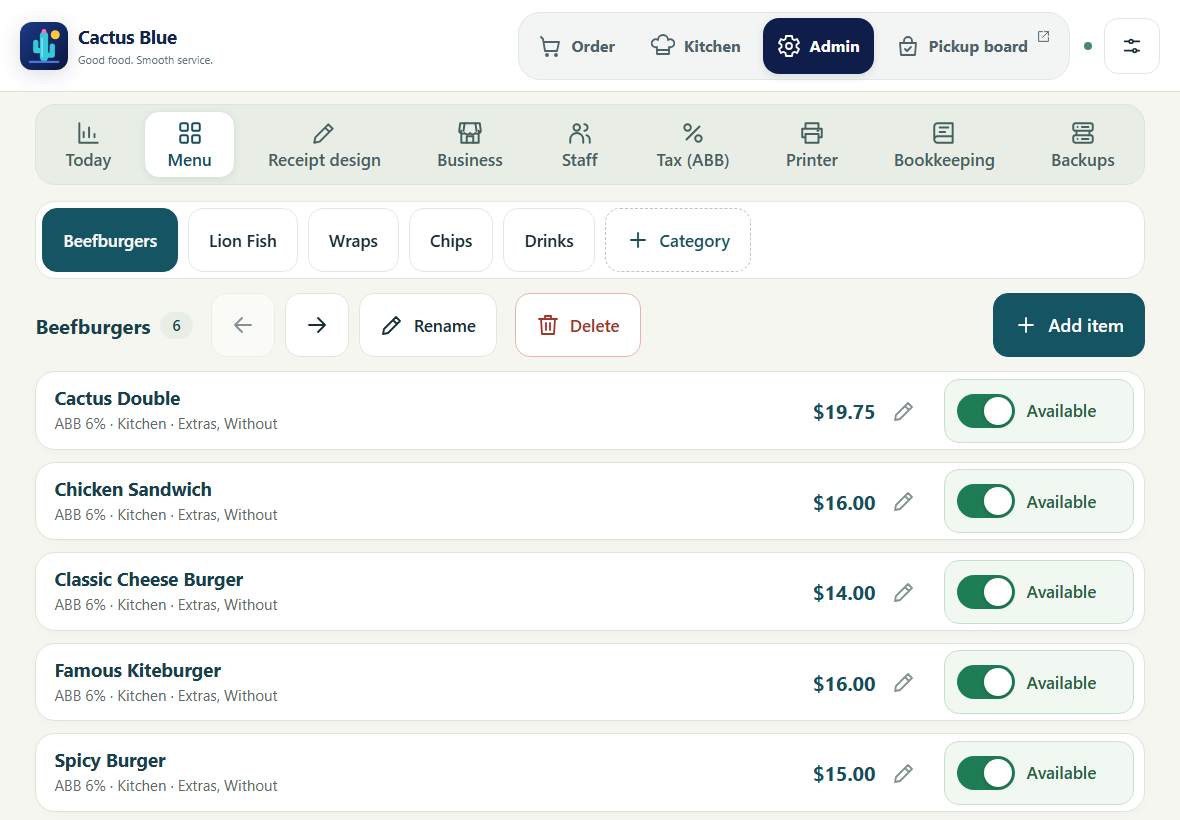 Cactus Blue
Good food. Smooth service.
Order
Kitchen
Admin
Pickup board
Today
Menu
Receipt design
Business
Staff
Tax (ABB)
Printer
Bookkeeping
Backups
Beefburgers
Lion Fish
Wraps
Chips
Drinks
Category
Beefburgers 6
Rename
Delete
Add item
Cactus Double
ABB 6% · Kitchen · Extras, Without
$19.75
Available
Chicken Sandwich
ABB 6% · Kitchen · Extras, Without
$16.00
Available
Classic Cheese Burger
ABB 6% · Kitchen · Extras, Without
$14.00
Available
Famous Kiteburger
ABB 6% · Kitchen · Extras, Without
$16.00
Available
Spicy Burger
ABB 6% · Kitchen · Extras, Without
$15.00
Available